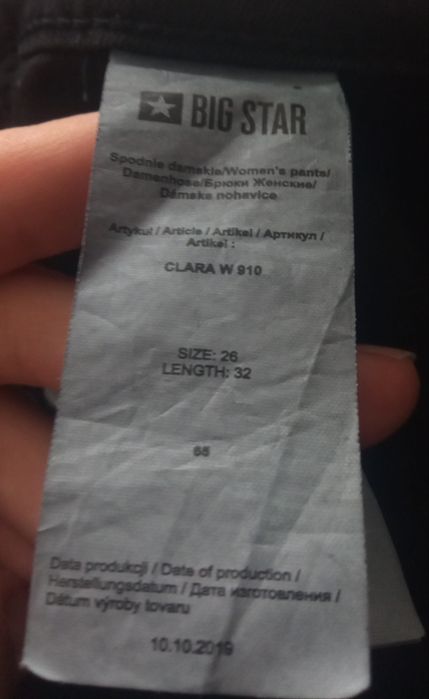 BIG STAR
Spodnie damskie/Women's pants/
Damenhose/Брюки Женские/
Dámske nohavice
Artykuł / Article / Artikel / Артикул /
Artikel :
CLARA W 910
SIZE: 26
LENGTH: 32
65
Data produkcji / Date of production /
Herstellungsdatum / Дата изготовления /
Dátum výroby tovaru
10.10.2019